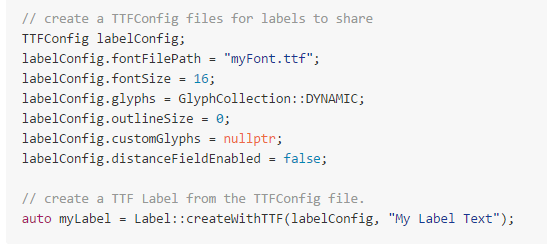 // create a TTFConfig files for labels to share
TTFConfig labelConfig;
labelConfig.fontFilePath = "myFont.ttf";
labelConfig.fontSize = 16;
labelConfig.glyphs = GlyphCollection::DYNAMIC;
labelConfig.outlineSize = 0;
labelConfig.customGlyphs = nullptr;
labelConfig.distanceFieldEnabled = false;

// create a TTF Label from the TTFConfig file.
auto myLabel = Label::createWithTTF(labelConfig, "My Label Text");